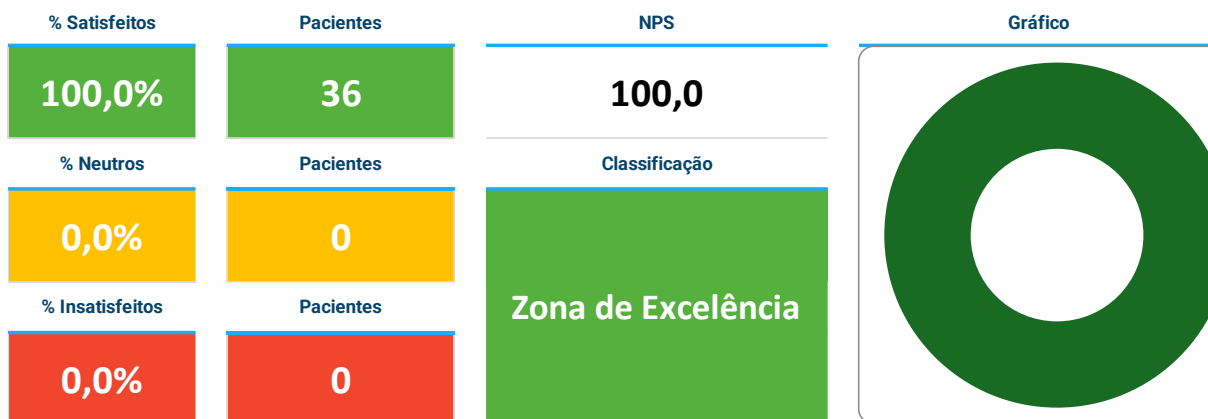 % Satisfeitos
Pacientes
NPS
Gráfico
100,0%
36
100,0
% Neutros
Pacientes
Classificação
0,0%
0
Zona de Excelência
% Insatisfeitos
Pacientes
0,0%
0